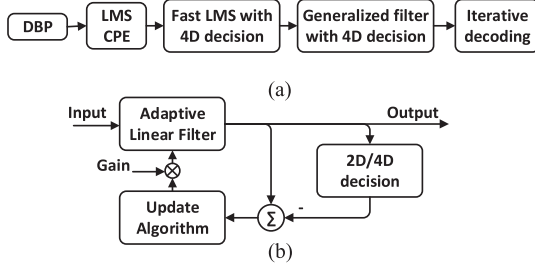 DBP
LMS
CPE
Fast LMS with
4D decision
Generalized filter
with 4D decision
Iterative
decoding
(a)
Input
Adaptive
Linear Filter
Output
Gain
2D/4D
decision
Update
Algorithm
Σ
-
(b)